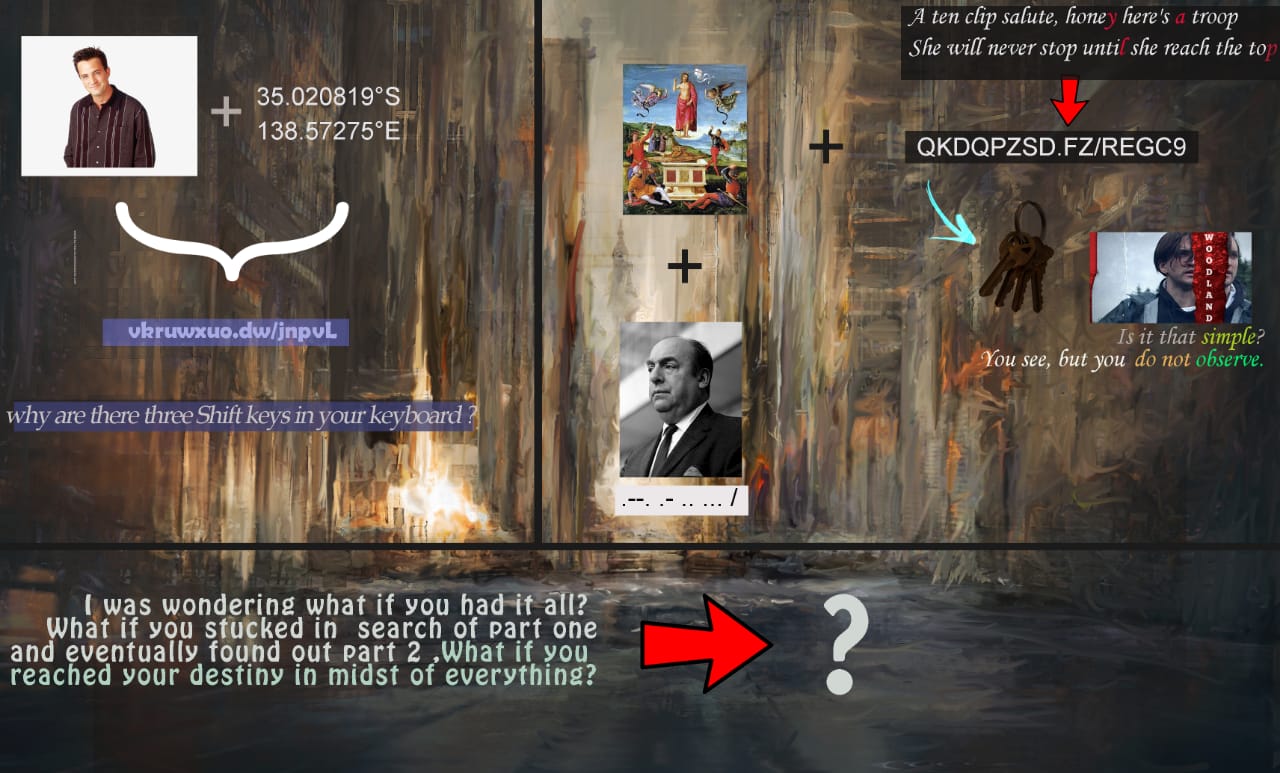 35.020819°S
138.57275°E
vkruwxuo.dw/jnpvL
why are there three Shift keys in your keyboard ?
A ten clip salute, honey here's a troop
She will never stop until she reach the top
QKDQPZSD.FZ/REGC9
WOODLAND
Is it that simple?
You see, but you do not observe.
.--. .- .. ... /
I was wondering what if you had it all?
What if you stucked in search of part one
and eventually found out part 2 ,What if you
reached your destiny in midst of everything?
?